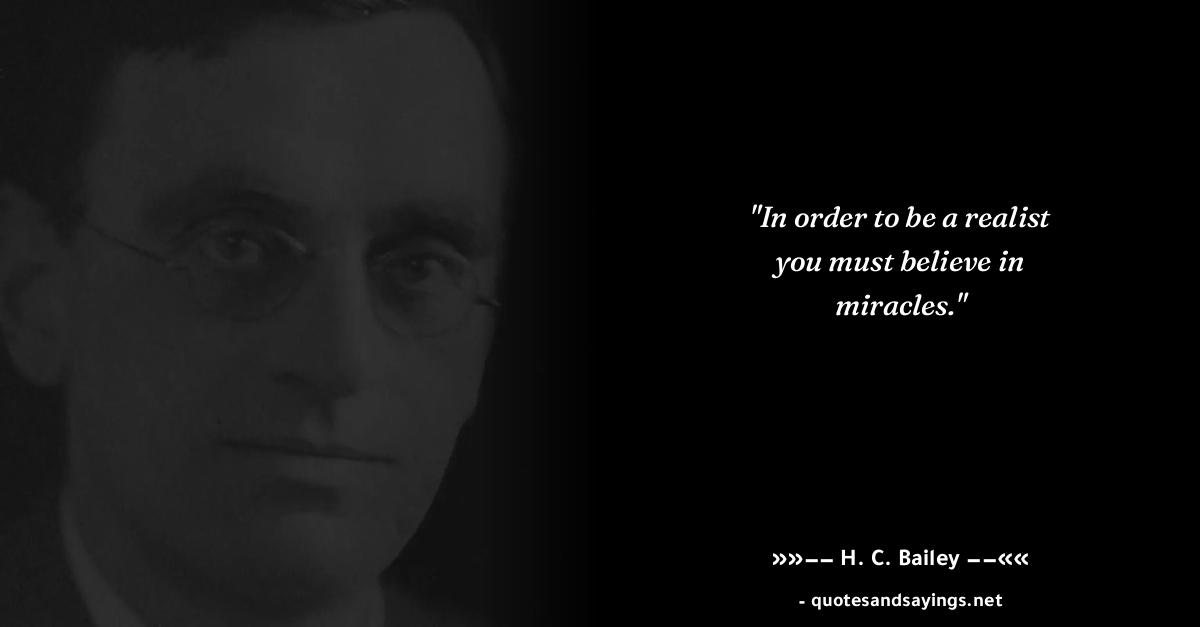 "In order to be a realist
you must believe in
miracles."
»»–– H. C. Bailey ––««
- quotesandsayings.net